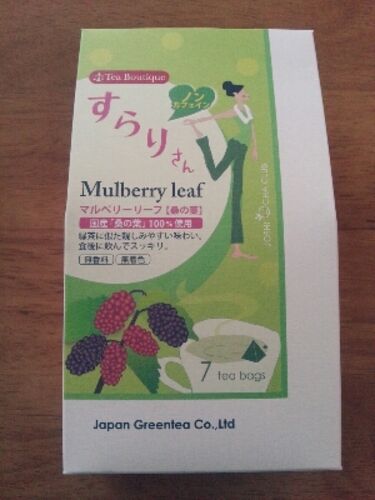 Tea Boutique
ノン
カフェイン
すらりさん
Mulberry leaf
マルベリーリーフ【桑の葉】
国産「桑の葉」100%使用
緑茶に似た親しみやすい味わい、
食後に飲んでスッキリ。
無香料 無着色
7 tea bags
Japan Greentea Co.,Ltd